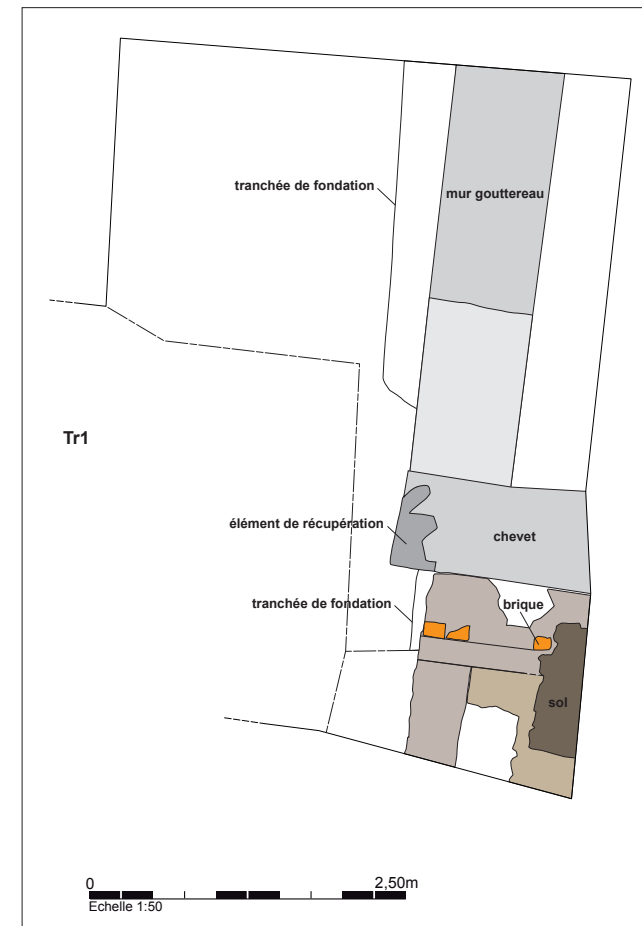 tranchée de fondation
mur gouttereau
Tr1
élément de récupération
chevet
tranchée de fondation
brique
sol
0
2,50m
Echelle 1:50